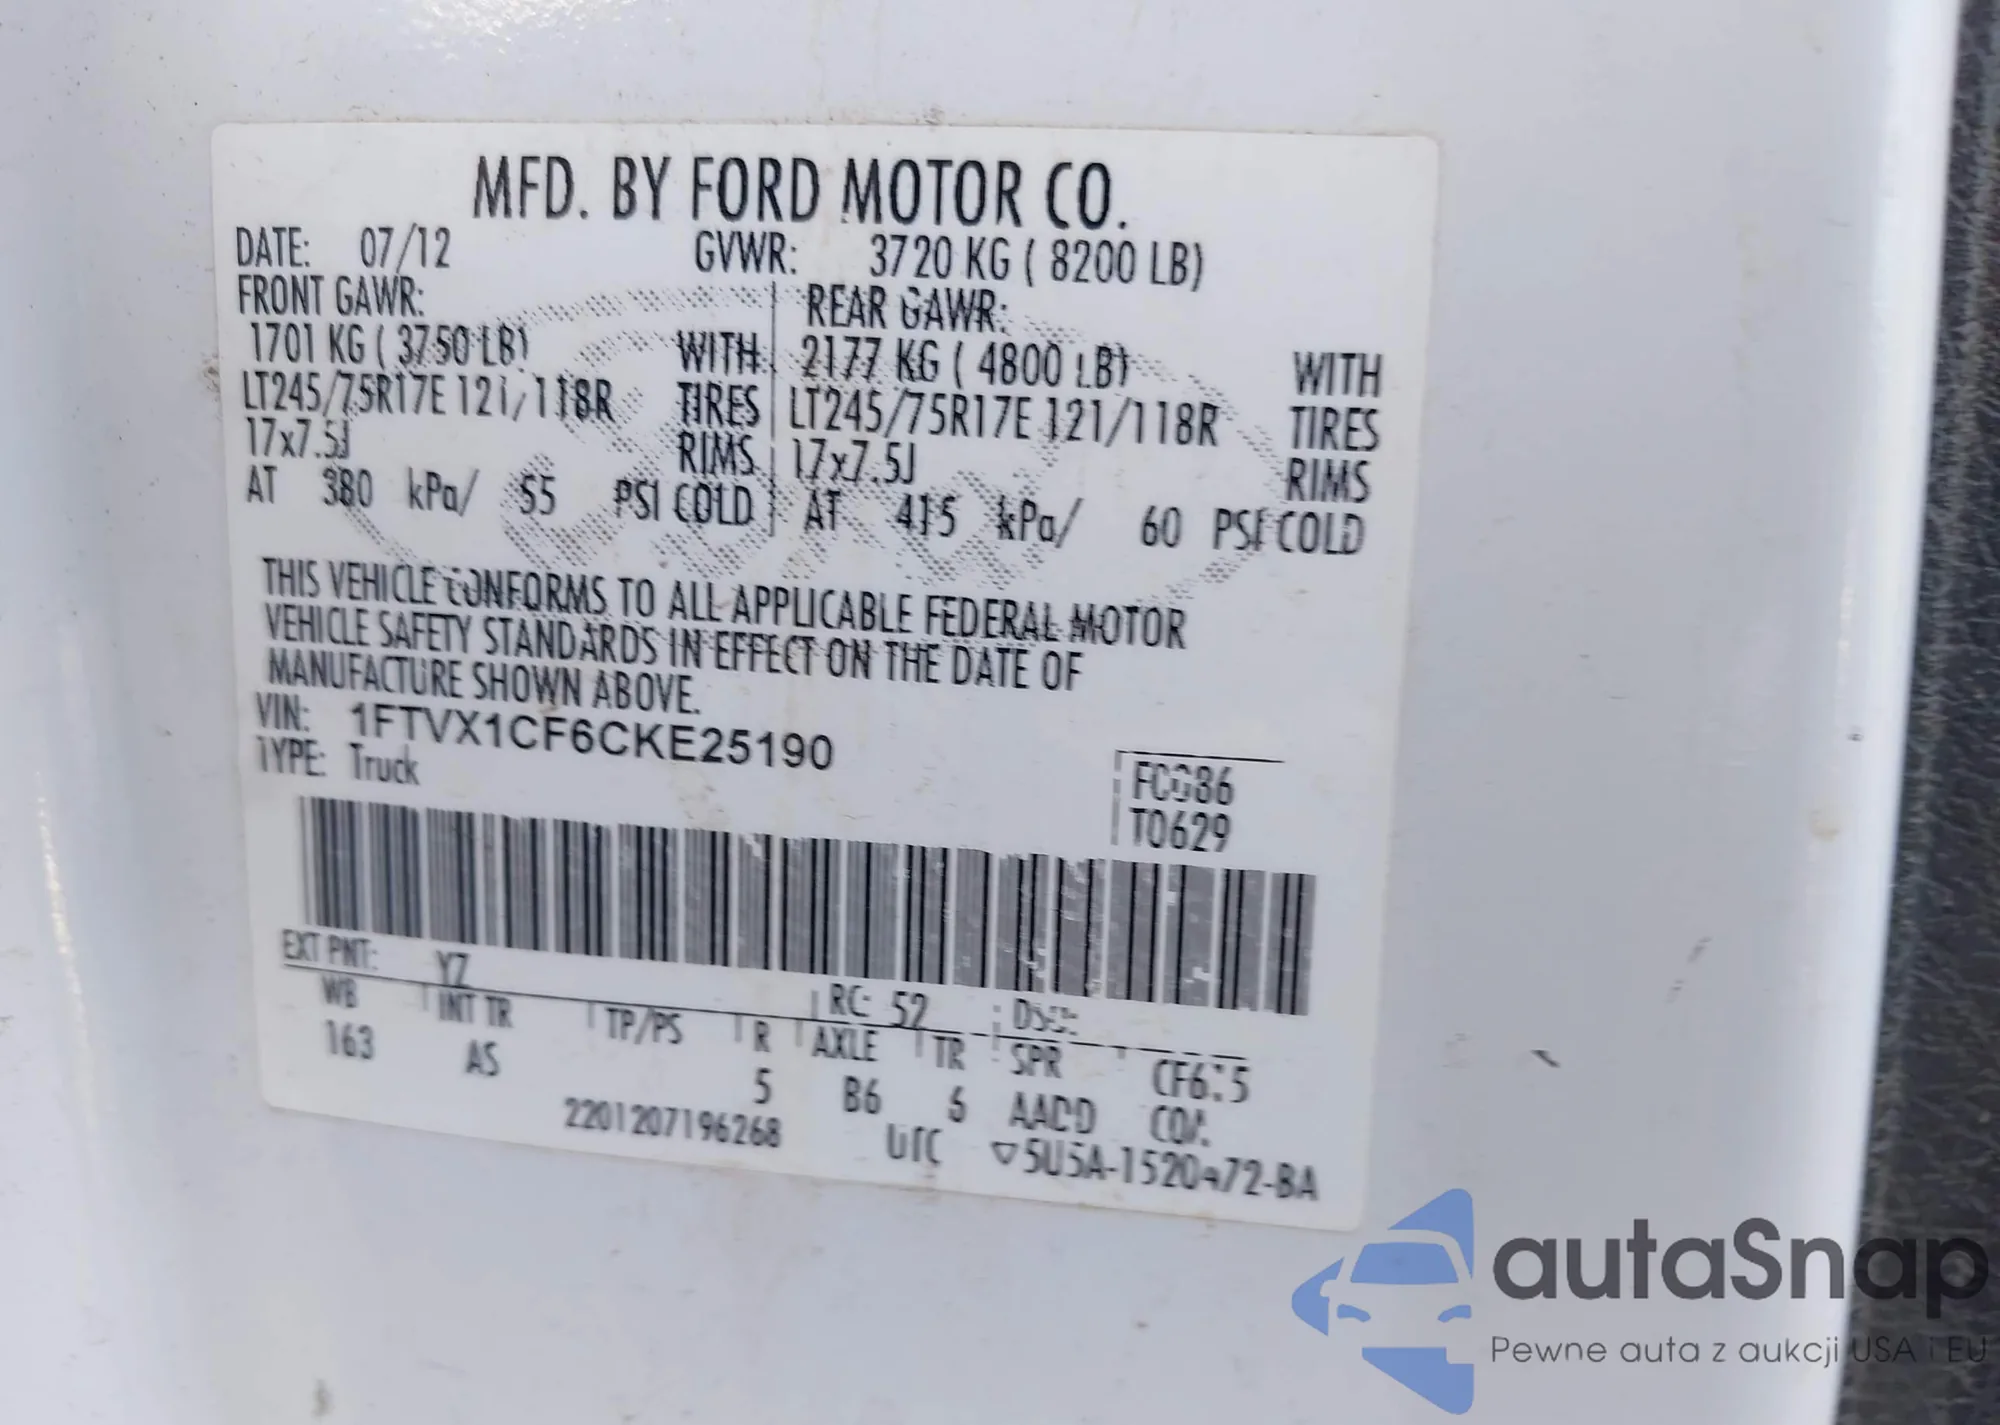 MFD. BY FORD MOTOR CO.
DATE: 07/12 GVWR: 3720 KG ( 8200 LB)
FRONT GAWR: REAR GAWR:
1701 KG ( 3750 LB) WITH 2177 KG ( 4800 LB) WITH
LT245/75R17E 121/118R TIRES LT245/75R17E 121/118R TIRES
17x7.5J RIMS 17x7.5J RIMS
AT 380 kPa/ 55 PSI COLD AT 415 kPa/ 60 PSI COLD
THIS VEHICLE CONFORMS TO ALL APPLICABLE FEDERAL MOTOR
VEHICLE SAFETY STANDARDS IN EFFECT ON THE DATE OF
MANUFACTURE SHOWN ABOVE.
VIN: 1FTVX1CF6CKE25190
TYPE: Truck
T0629
EXT PNT: YZ RC: 52 DSO:
WB INT TR TP/PS R AXLE TR SPR
163 AS 5 B6 6 AADD
2201207196268 UTC
autaSnap
Pewne auta z aukcji USA i EU